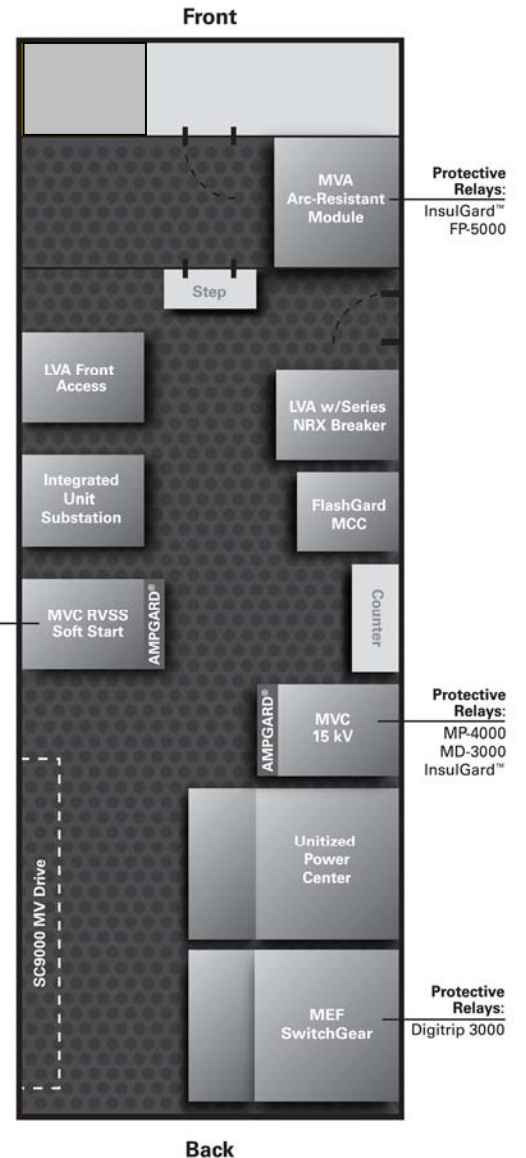 Front
MVA
Arc-Resistant
Module
Protective
Relays:
InsulGard™
FP-5000
Step
LVA Front
Access
LVA w/Series
NRX Breaker
Integrated
Unit
Substation
FlashGard
MCC
MVC RVSS
Soft Start
AMPGARD®
Counter
AMPGARD®
MVC
15 kV
Protective
Relays:
MP-4000
MD-3000
InsulGard™
Unitized
Power
Center
SC9000 MV Drive
MEF
SwitchGear
Protective
Relays:
Digitrip 3000
Back